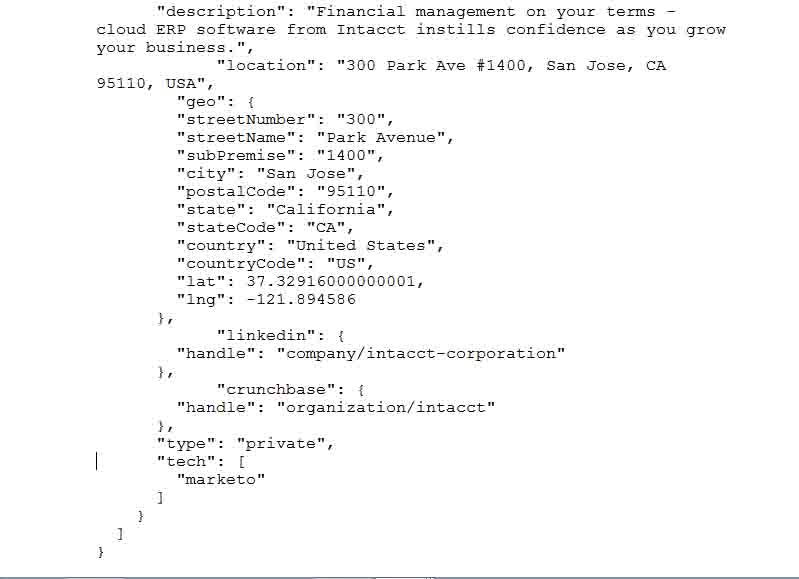 "description": "Financial management on your terms –
cloud ERP software from Intacct instills confidence as you grow
your business.",
"location": "300 Park Ave #1400, San Jose, CA
95110, USA",
"geo": {
"streetNumber": "300",
"streetName": "Park Avenue",
"subPremise": "1400",
"city": "San Jose",
"postalCode": "95110",
"state": "California",
"stateCode": "CA",
"country": "United States",
"countryCode": "US",
"lat": 37.32916000000001,
"lng": -121.894586
},
"linkedin": {
"handle": "company/intacct-corporation"
},
"crunchbase": {
"handle": "organization/intacct"
},
"type": "private",
"tech": [
"marketo"
]
}
]
}